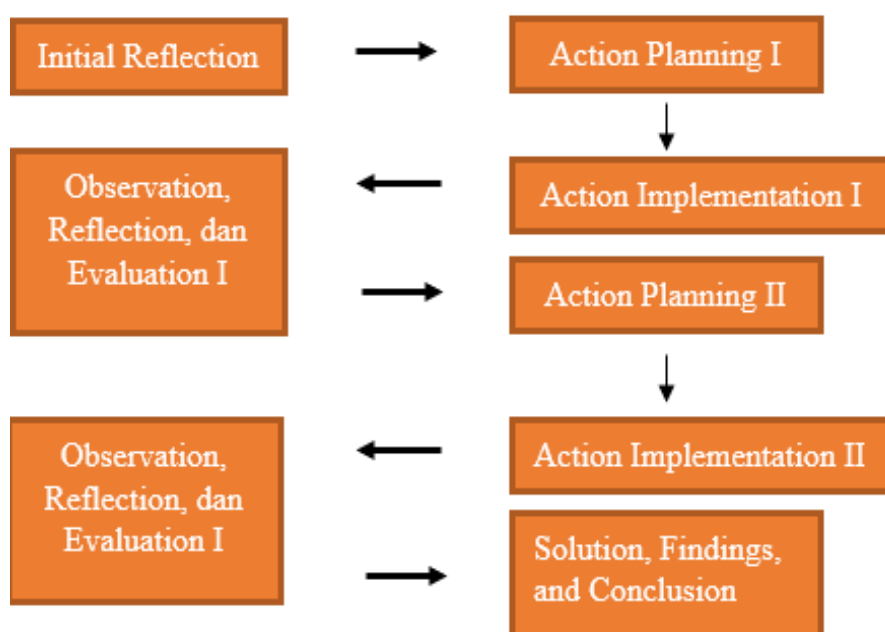 Initial Reflection
Action Planning I
Observation,
Reflection, dan
Evaluation I
Action Implementation I
Action Planning II
Observation,
Reflection, dan
Evaluation I
Action Implementation II
Solution, Findings,
and Conclusion